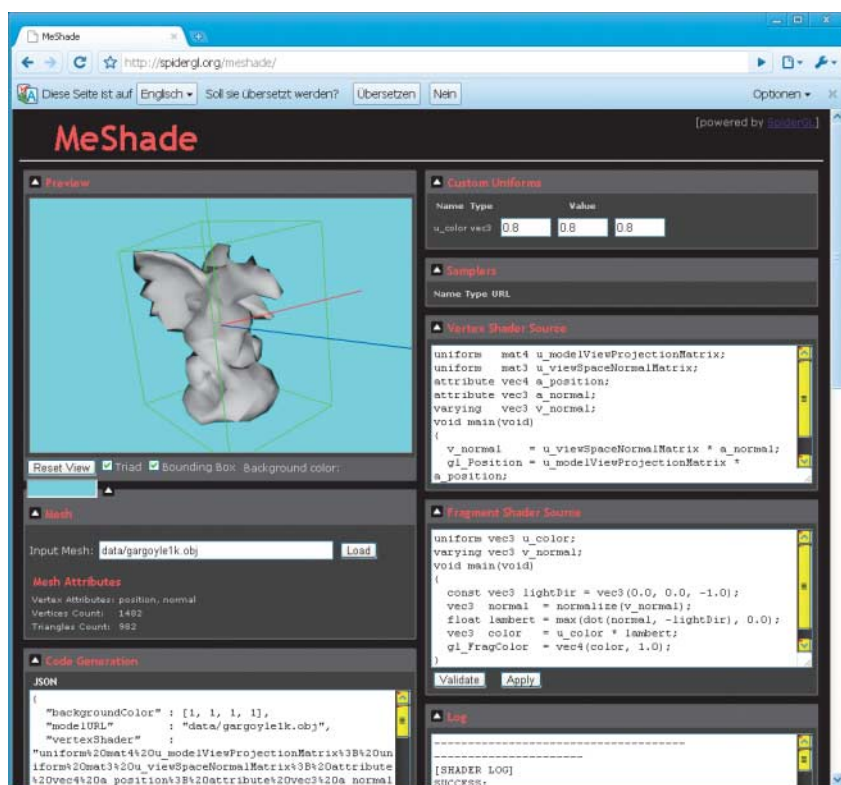 MeShade
http://spidergl.org/meshade/
Diese Seite ist auf Englisch Soll sie übersetzt werden? Übersetzen Nein Optionen
MeShade
[powered by SpiderGL]
Preview
Reset View Triad Bounding Box Background color:
Mesh
Input Mesh: data/gargoyle1k.obj Load
Mesh Attributes
Vertex Attributes: position, normal
Vertices Count: 1482
Triangles Count: 982
Code Generation
JSON
{
"backgroundColor" : [1, 1, 1, 1],
"modelURL" : "data/gargoyle1k.obj",
"vertexShader" :
"uniform%20mat4%20u_modelViewProjectionMatrix%3B%20un
iform%20mat3%20u_viewSpaceNormalMatrix%3B%20attribute
%20vec4%20a_position%3B%20attribute%20vec3%20a_normal
Custom Uniforms
Name Type Value
u_color vec3 0.8 0.8 0.8
Samplers
Name Type URL
Vertex Shader Source
uniform mat4 u_modelViewProjectionMatrix;
uniform mat3 u_viewSpaceNormalMatrix;
attribute vec4 a_position;
attribute vec3 a_normal;
varying vec3 v_normal;
void main(void)
{
v_normal = u_viewSpaceNormalMatrix * a_normal;
gl_Position = u_modelViewProjectionMatrix *
a_position;
Fragment Shader Source
uniform vec3 u_color;
varying vec3 v_normal;
void main(void)
{
const vec3 lightDir = vec3(0.0, 0.0, -1.0);
vec3 normal = normalize(v_normal);
float lambert = max(dot(normal, -lightDir), 0.0);
vec3 color = u_color * lambert;
gl_FragColor = vec4(color, 1.0);
}
Validate Apply
Log
--------------------------------------
----------------------
[SHADER LOG]
SUCCESS: